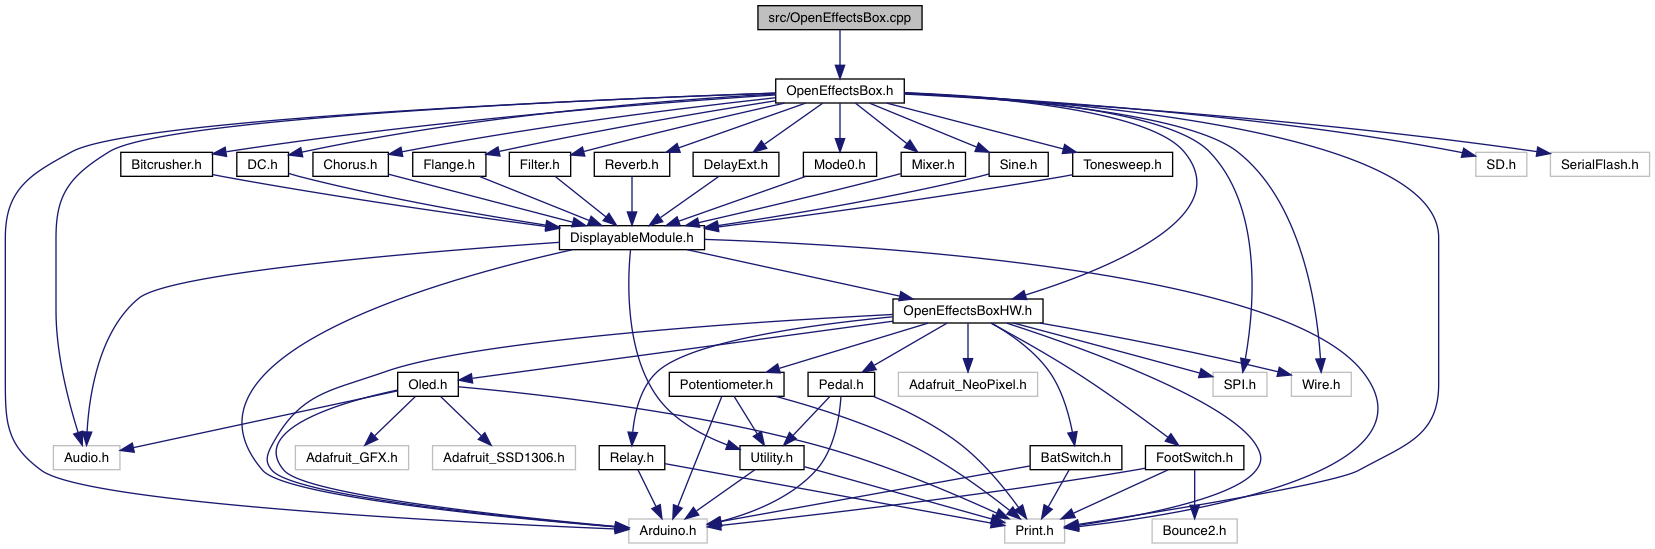 src/OpenEffectsBox.cpp
OpenEffectsBox.h
Bitcrusher.h
DC.h
Chorus.h
Flange.h
Filter.h
Reverb.h
DelayExt.h
Mode0.h
Mixer.h
Sine.h
Tonesweep.h
SD.h
SerialFlash.h
DisplayableModule.h
OpenEffectsBoxHW.h
Oled.h
Potentiometer.h
Pedal.h
Adafruit_NeoPixel.h
SPI.h
Wire.h
Audio.h
Adafruit_GFX.h
Adafruit_SSD1306.h
Relay.h
Utility.h
BatSwitch.h
FootSwitch.h
Arduino.h
Print.h
Bounce2.h